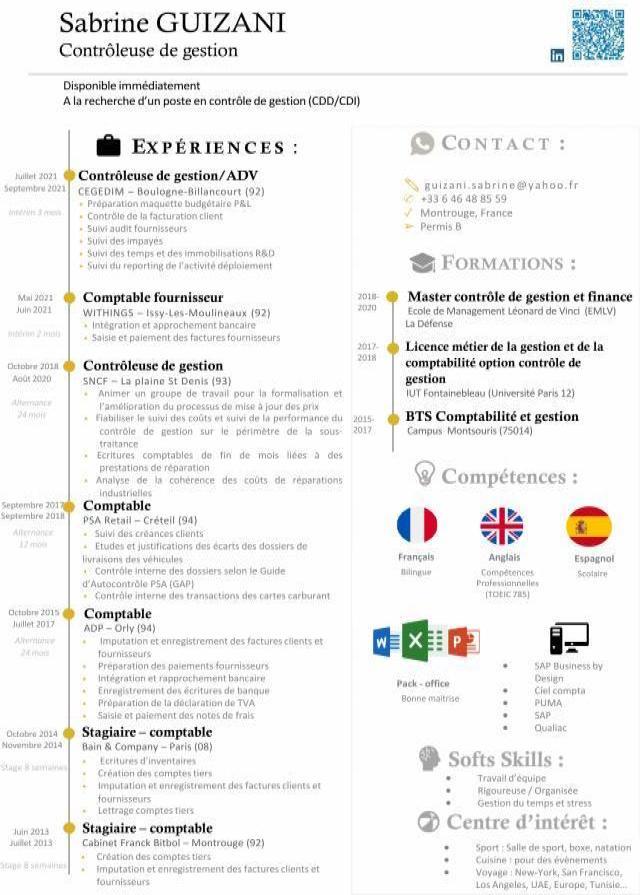 Sabrine GUIZANI
Contrôleuse de gestion
in
Disponible immédiatement
A la recherche d'un poste en contrôle de gestion (CDD/CDI)
EXPÉRIENCES :
Juillet 2021
Septembre 2021
Intérim 3 mois
Contrôleuse de gestion/ADV
CEGEDIM – Boulogne-Billancourt (92)
• Préparation maquette budgétaire P&L
• Contrôle de la facturation client
• Suivi audit fournisseurs
• Suivi des impayés
• Suivi des temps et des immobilisations R&D
• Suivi du reporting de l'activité déploiement
Mai 2021
Juin 2021
Intérim 2 mois
Comptable fournisseur
WITHINGS – Issy-Les-Moulineaux (92)
• Intégration et approchement bancaire
• Saisie et paiement des factures fournisseurs
Octobre 2018
Août 2020
Alternance
24 mois
Contrôleuse de gestion
SNCF – La plaine St Denis (93)
• Animer un groupe de travail pour la formalisation et
l'amélioration du processus de mise à jour des prix
• Fiabiliser le suivi des coûts et suivi de la performance du
contrôle de gestion sur le périmètre de la sous-
traitance
• Ecritures comptables de fin de mois liées à des
prestations de réparation
• Analyse de la cohérence des coûts de réparations
industrielles
Septembre 2017
Septembre 2018
Alternance
12 mois
Comptable
PSA Retail – Créteil (94)
• Suivi des créances clients
• Etudes et justifications des écarts des dossiers de
livraisons des véhicules
• Contrôle interne des dossiers selon le Guide
d'Autocontrôle PSA (GAP)
• Contrôle interne des transactions des cartes carburant
Octobre 2015
Juillet 2017
Alternance
24 mois
Comptable
ADP – Orly (94)
• Imputation et enregistrement des factures clients et
fournisseurs
• Préparation des paiements fournisseurs
• Intégration et rapprochement bancaire
• Enregistrement des écritures de banque
• Préparation de la déclaration de TVA
• Saisie et paiement des notes de frais
Octobre 2014
Novembre 2014
Stage 8 semaines
Stagiaire – comptable
Bain & Company – Paris (08)
• Ecritures d'inventaires
• Création des comptes tiers
• Imputation et enregistrement des factures clients et
fournisseurs
• Lettrage comptes tiers
Juin 2013
Juillet 2013
Stage 8 semaines
Stagiaire – comptable
Cabinet Franck Bitbol – Montrouge (92)
• Création des comptes tiers
• Imputation et enregistrement des factures clients et
fournisseurs
CONTACT :
guizani.sabrine@yahoo.fr
+33 6 46 48 85 59
Montrouge, France
Permis B
FORMATIONS :
2018-
2020
Master contrôle de gestion et finance
Ecole de Management Léonard de Vinci (EMLV)
La Défense
2017-
2018
Licence métier de la gestion et de la
comptabilité option contrôle de
gestion
IUT Fontainebleau (Université Paris 12)
2015-
2017
BTS Comptabilité et gestion
Campus Montsouris (75014)
Compétences :
Français
Bilingue
Anglais
Compétences
Professionnelles
(TOEIC 785)
Espagnol
Scolaire
W X P
Pack - office
Bonne maitrise
• SAP Business by
Design
• Ciel compta
• PUMA
• SAP
• Qualiac
Softs Skills :
• Travail d'équipe
• Rigoureuse / Organisée
• Gestion du temps et stress
Centre d'intérêt :
• Sport : Salle de sport, boxe, natation
• Cuisine : pour des évènements
• Voyage : New-York, San Francisco,
Los Angeles, UAE, Europe, Tunisie...